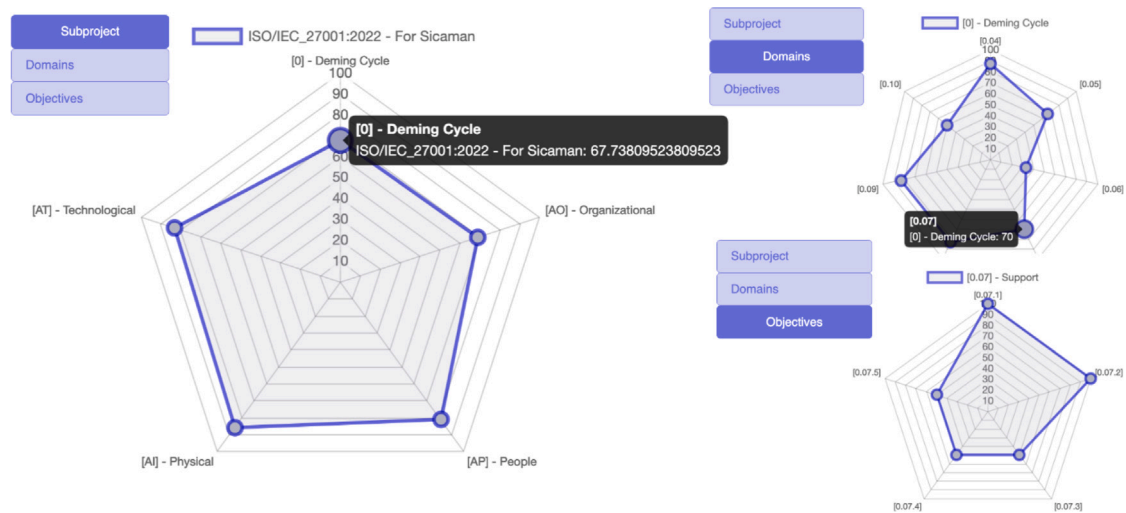 Subproject
Domains
Objectives
ISO/IEC_27001:2022 - For Sicaman
[0] - Deming Cycle
100
90
80
[0] - Deming Cycle
ISO/IEC_27001:2022 - For Sicaman: 67.73809523809523
60
50
40
30
20
10
[AT] - Technological
[AO] - Organizational
[AI] - Physical
[AP] - People
Subproject
Domains
Objectives
[0] - Deming Cycle
[0.04]
100
90
80
70
60
50
40
30
20
10
[0.10]
[0.05]
[0.09]
[0.06]
[0.07]
[0] - Deming Cycle: 70
Subproject
Domains
Objectives
[0.07] - Support
[0.07.1]
90
80
70
60
50
40
30
20
10
[0.07.5]
[0.07.2]
[0.07.4]
[0.07.3]